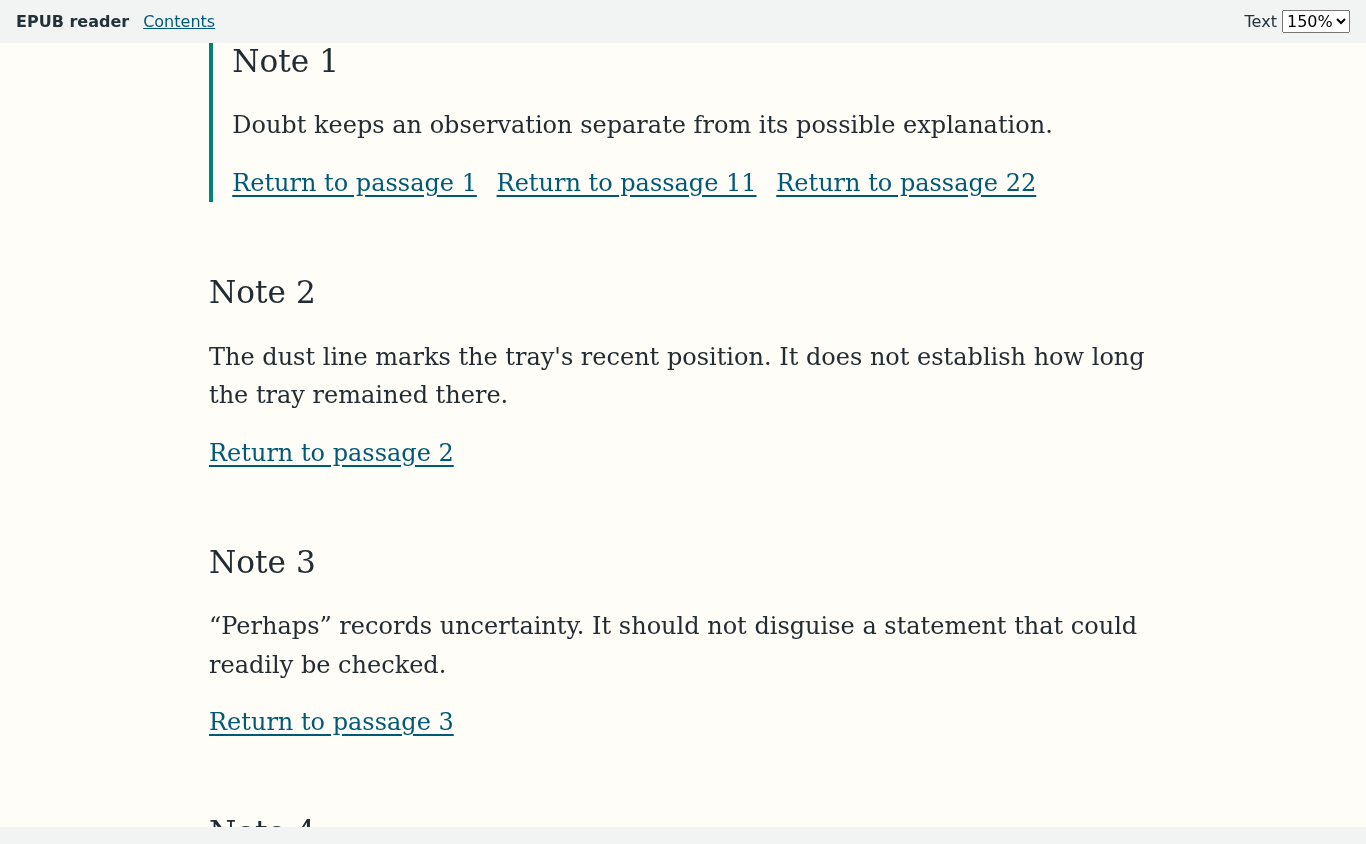 EPUB reader Contents Text 150%
Note 1
Doubt keeps an observation separate from its possible explanation.
Return to passage 1 Return to passage 11 Return to passage 22
Note 2
The dust line marks the tray's recent position. It does not establish how long
the tray remained there.
Return to passage 2
Note 3
“Perhaps” records uncertainty. It should not disguise a statement that could
readily be checked.
Return to passage 3
Note 4